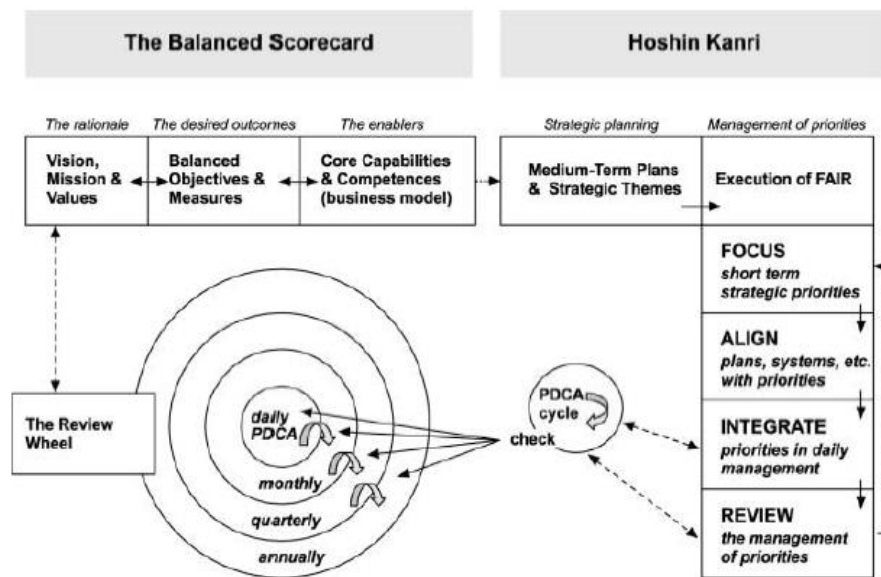 The Balanced Scorecard
Hoshin Kanri
The rationale
The desired outcomes
The enablers
Strategic planning
Management of priorities
Vision,
Mission &
Values
Balanced
Objectives &
Measures
Core Capabilities
& Competences
(business model)
Medium-Term Plans
& Strategic Themes
Execution of FAIR
FOCUS
short term
strategic priorities
ALIGN
plans, systems, etc.
with priorities
INTEGRATE
priorities in daily
management
REVIEW
the management
of priorities
The Review
Wheel
daily
PDCA
monthly
quarterly
annually
PDCA
cycle
check